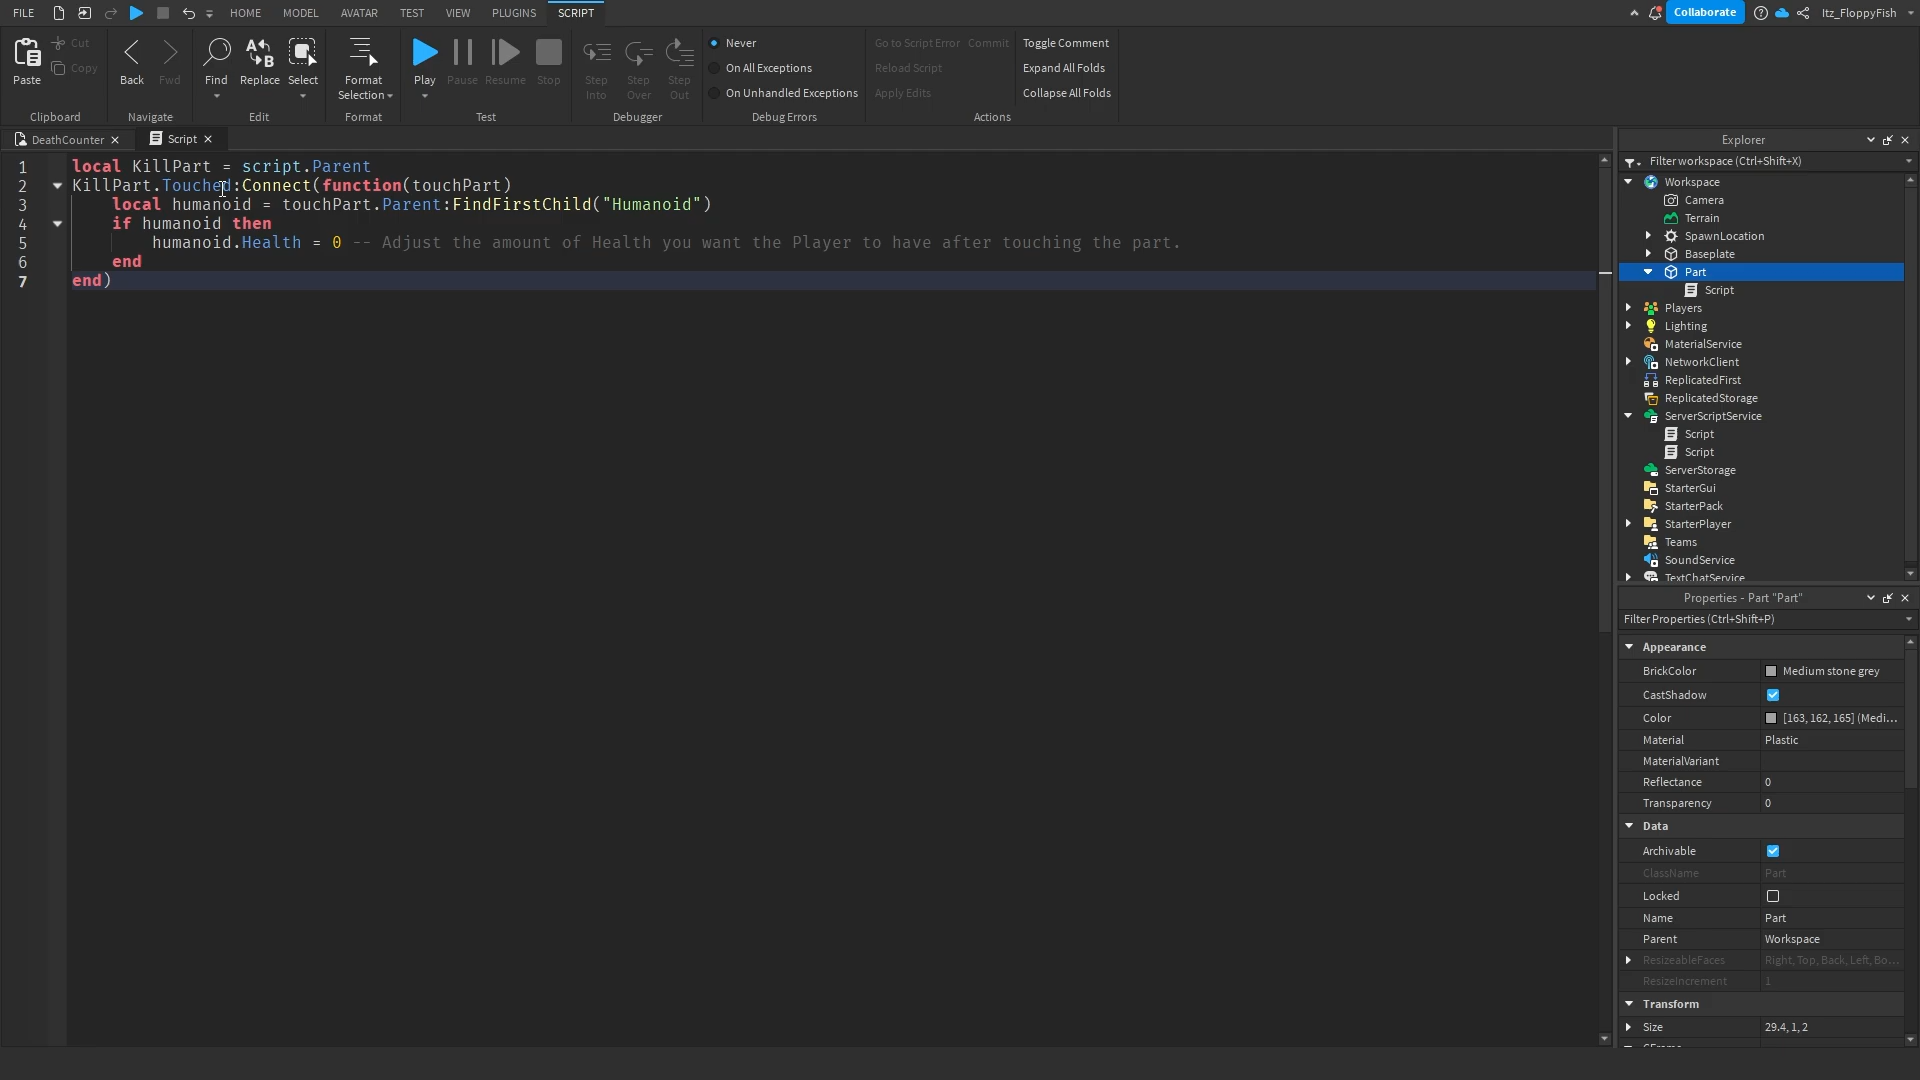 FILE HOME MODEL AVATAR TEST VIEW PLUGINS SCRIPT Collaborate Itz_FloppyFish
Paste Cut Copy Back Fwd Find Replace Select Format Selection Play Pause Resume Stop Step Into Step Over Step Out
Never
On All Exceptions
On Unhandled Exceptions
Go to Script Error Commit
Reload Script
Apply Edits
Toggle Comment
Expand All Folds
Collapse All Folds
Clipboard Navigate Edit Format Test Debugger Debug Errors Actions
DeathCounter Script
1 local KillPart = script.Parent
2 KillPart.Touched:Connect(function(touchPart)
3 local humanoid = touchPart.Parent:FindFirstChild("Humanoid")
4 if humanoid then
5 humanoid.Health = 0 -- Adjust the amount of Health you want the Player to have after touching the part.
6 end
7 end)
Explorer
Filter workspace (Ctrl+Shift+X)
Workspace
Camera
Terrain
SpawnLocation
Baseplate
Part
Script
Players
Lighting
MaterialService
NetworkClient
ReplicatedFirst
ReplicatedStorage
ServerScriptService
Script
Script
ServerStorage
StarterGui
StarterPack
StarterPlayer
Teams
SoundService
TextChatService
Properties - Part "Part"
Filter Properties (Ctrl+Shift+P)
Appearance
BrickColor Medium stone grey
CastShadow
Color [163, 162, 165] (Medi...
Material Plastic
MaterialVariant
Reflectance 0
Transparency 0
Data
Archivable
ClassName Part
Locked
Name Part
Parent Workspace
ResizeableFaces Right, Top, Back, Left, Bo...
ResizeIncrement 1
Transform
Size 29.4, 1, 2